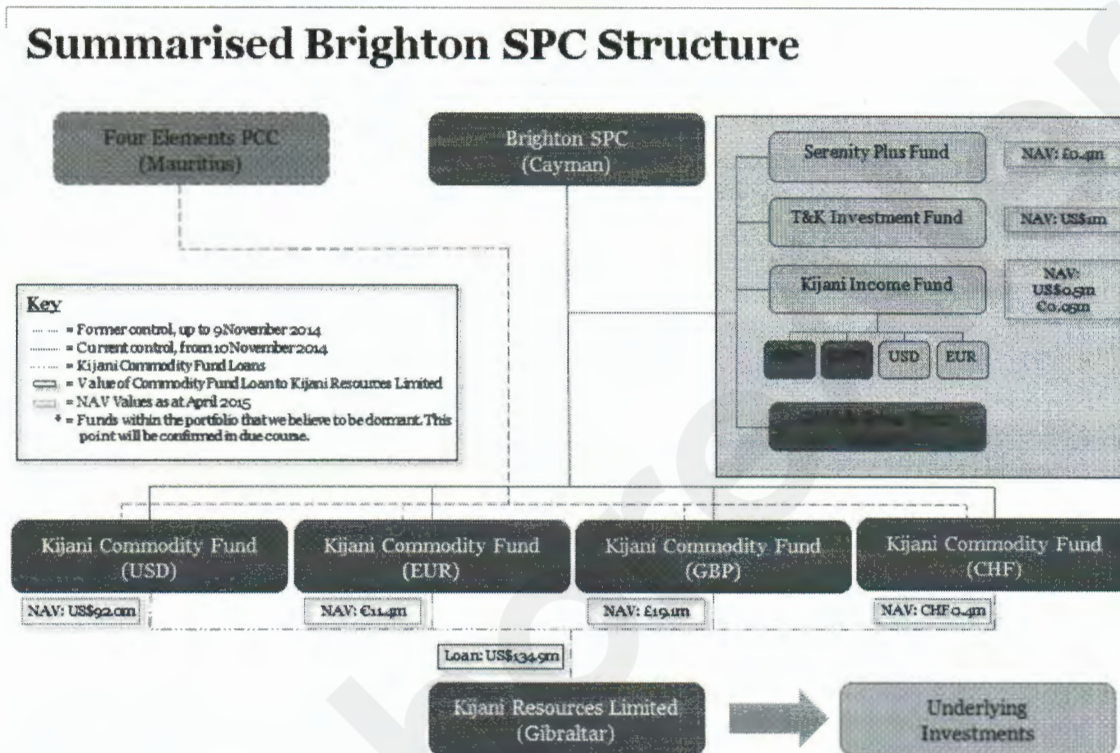 Summarised Brighton SPC Structure
Four Elements PCC
(Mauritius)
Brighton SPC
(Cayman)
Serenity Plus Fund
NAV: £0.4m
T&K Investment Fund
NAV: US$1m
Kijani Income Fund
NAV:
US$0.5m
€0.05m
USD
EUR
Key
= Former control, up to 9 November 2014
= Current control, from 10 November 2014
= Kijani Commodity Fund Loans
= Value of Commodity Fund Loan to Kijani Resources Limited
= NAV Values as at April 2015
* = Funds within the portfolio that we believe to be dormant. This
point will be confirmed in due course.
Kijani Commodity Fund
(USD)
Kijani Commodity Fund
(EUR)
Kijani Commodity Fund
(GBP)
Kijani Commodity Fund
(CHF)
NAV: US$92.0m
NAV: €11.4m
NAV: £19.1m
NAV: CHF 0.4m
Loan: US$134.9m
Kijani Resources Limited
(Gibraltar)
Underlying
Investments